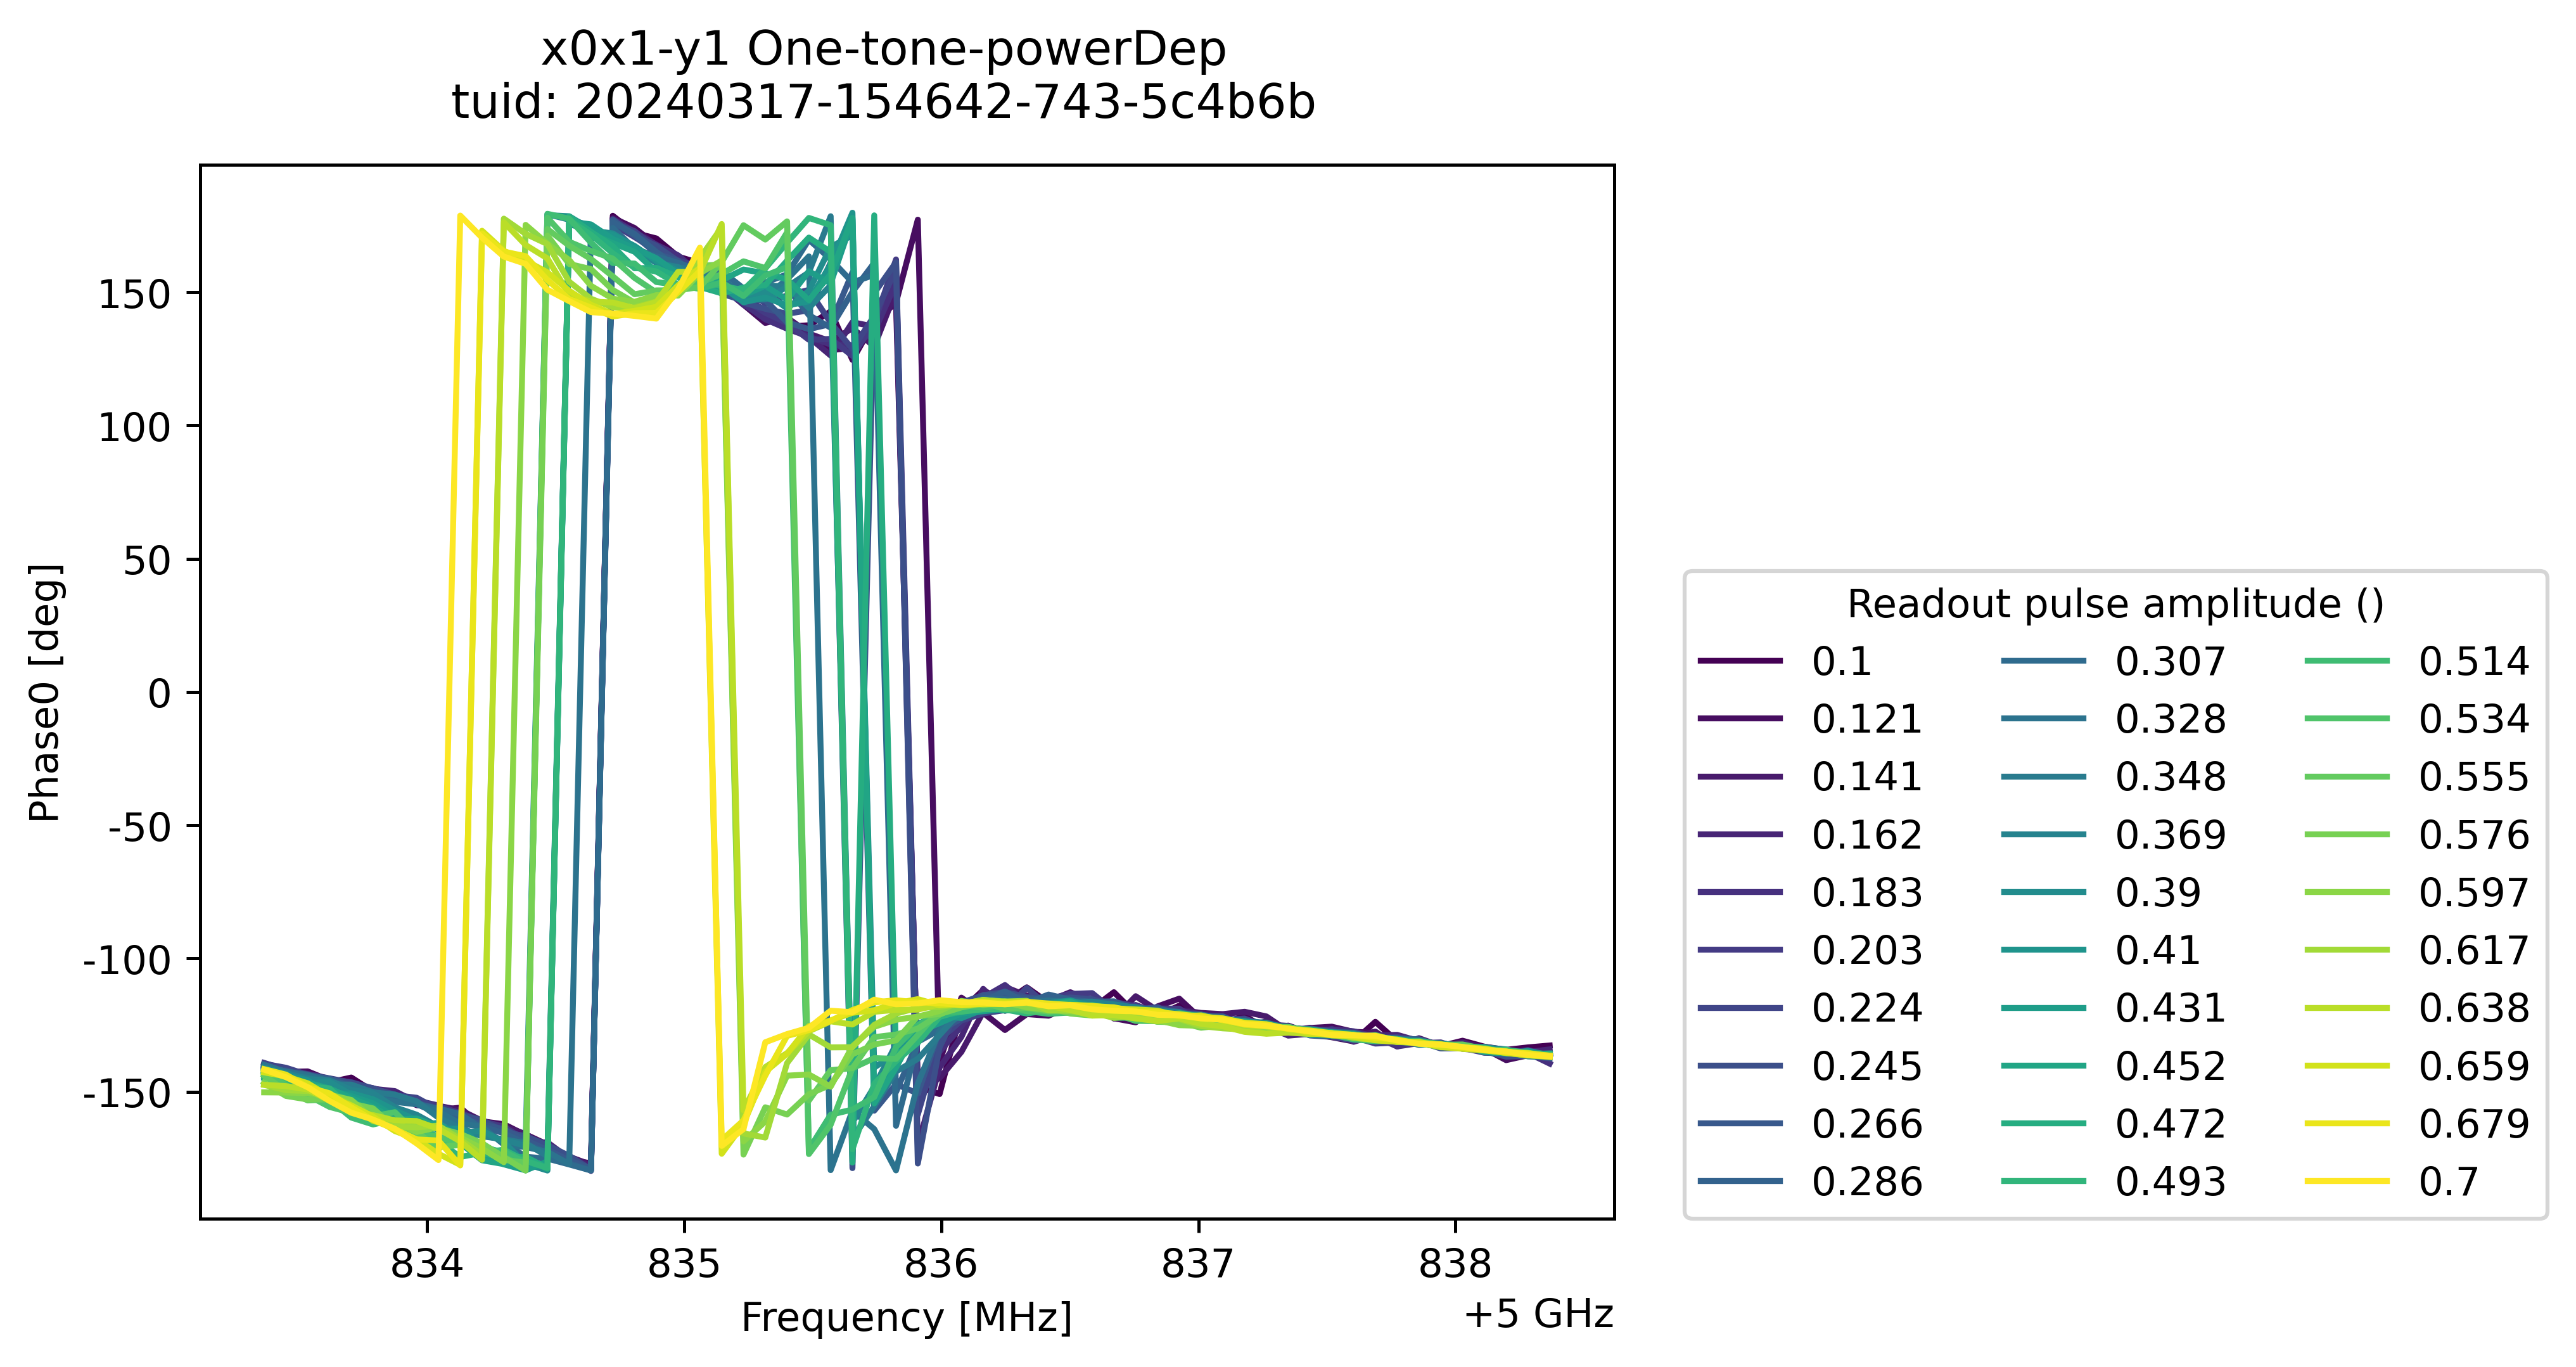 x0x1-y1 One-tone-powerDep
tuid: 20240317-154642-743-5c4b6b
Phase0 [deg]
150
100
50
0
-50
-100
-150
834 835 836 837 838
Frequency [MHz]
+5 GHz
Readout pulse amplitude ()
0.1 0.307 0.514
0.121 0.328 0.534
0.141 0.348 0.555
0.162 0.369 0.576
0.183 0.39 0.597
0.203 0.41 0.617
0.224 0.431 0.638
0.245 0.452 0.659
0.266 0.472 0.679
0.286 0.493 0.7